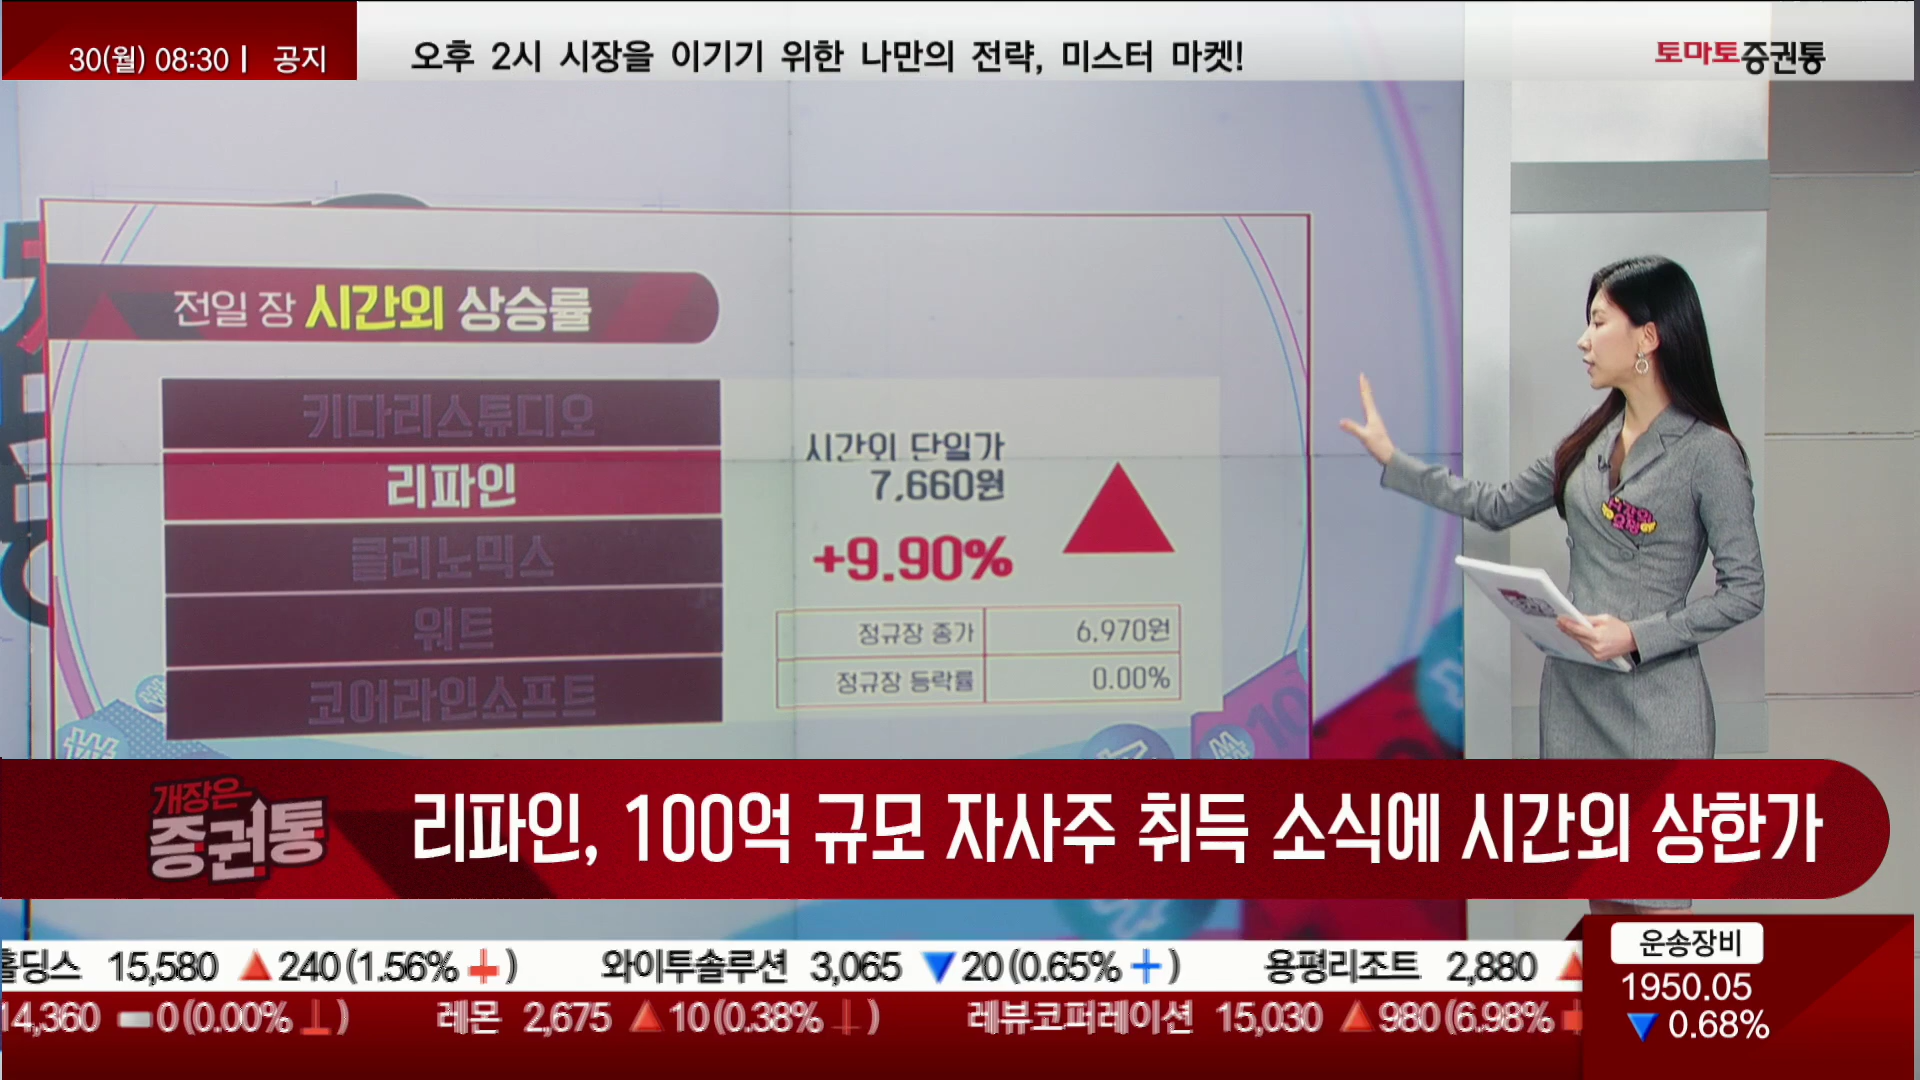 30(월) 08:30 | 공지
오후 2시 시장을 이기기 위한 나만의 전략, 미스터 마켓!
토마토증권통
전일 장 시간외 상승률
키다리스튜디오
리파인
클리노믹스
워트
코어라인소프트
시간외 단일가
7,660원
+9.90%
정규장 종가 6,970원
정규장 등락률 0.00%
개장은
증권통
리파인, 100억 규모 자사주 취득 소식에 시간외 상한가
홀딩스 15,580 ▲240(1.56% ) 와이투솔루션 3,065 ▼20(0.65% ) 용평리조트 2,880 ▲
14,360 0(0.00% ) 레몬 2,675 ▲10(0.38% ) 레뷰코퍼레이션 15,030 ▲980(6.98%
운송장비
1950.05
▼0.68%